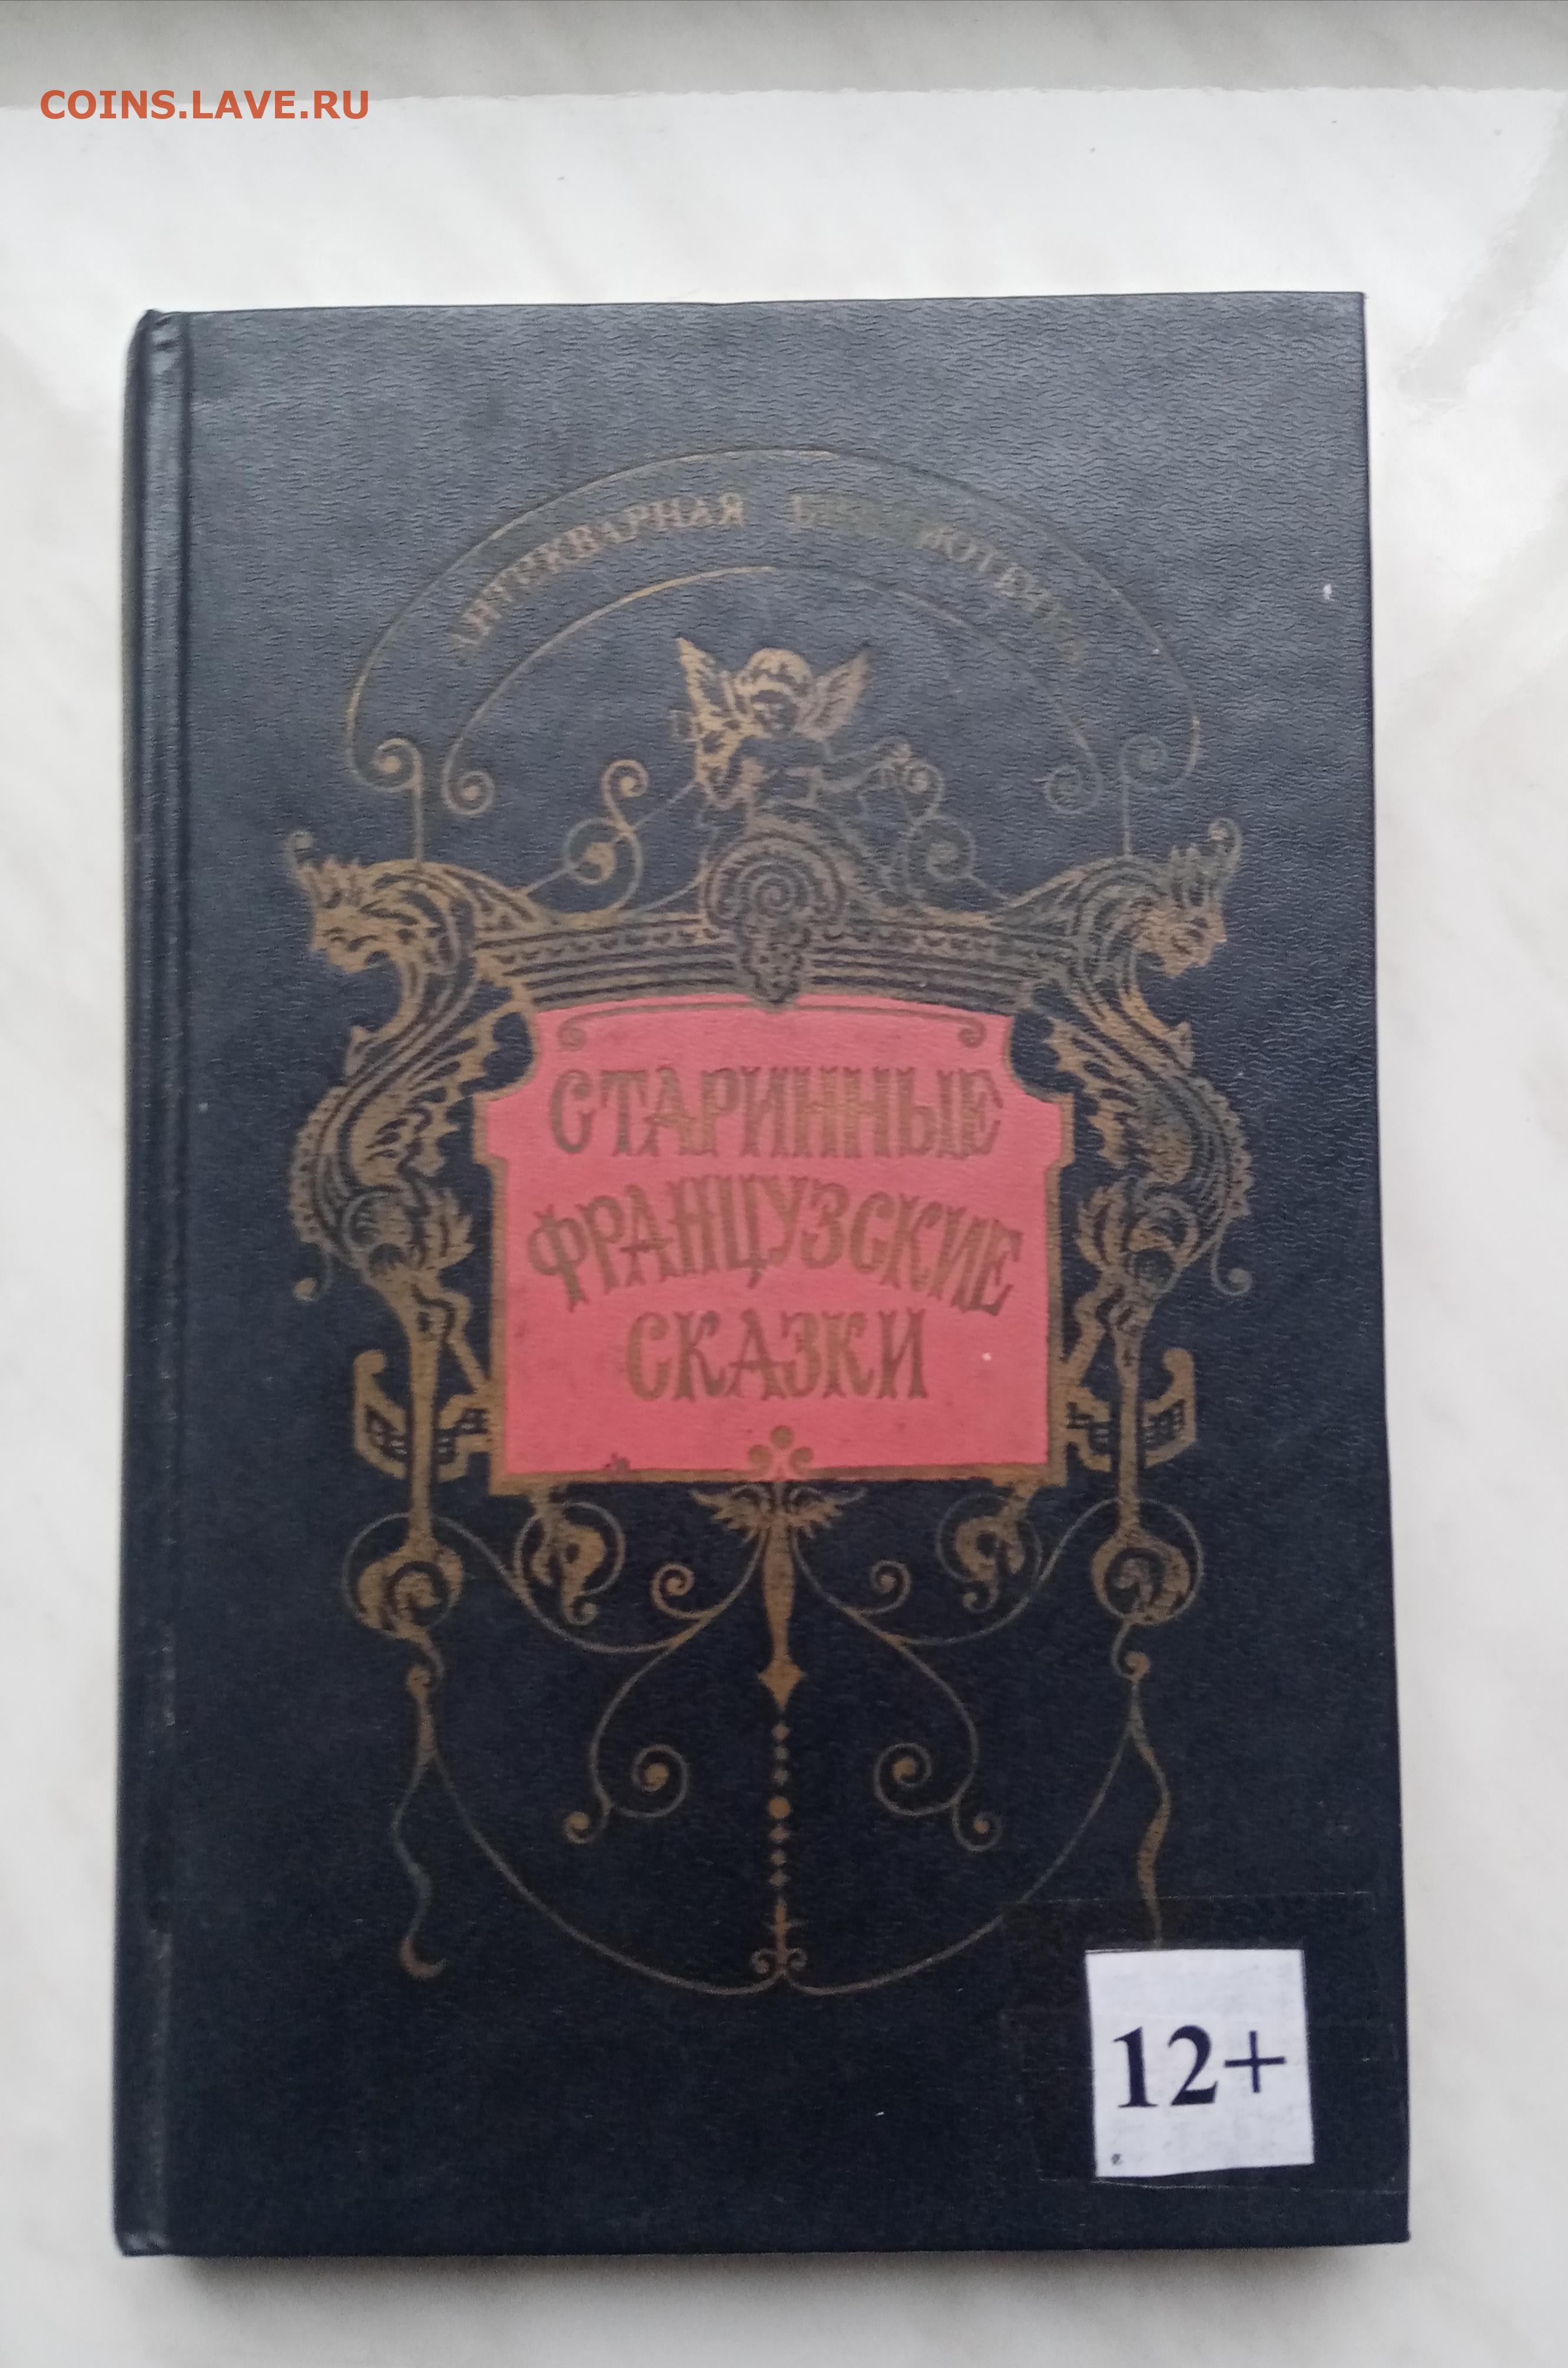 COINS.LAVE.RU
АНТИКВАРНАЯ БИБЛИОТЕЧКА
СТАРИННЫЕ
ФРАНЦУЗСКИЕ
СКАЗКИ
12+